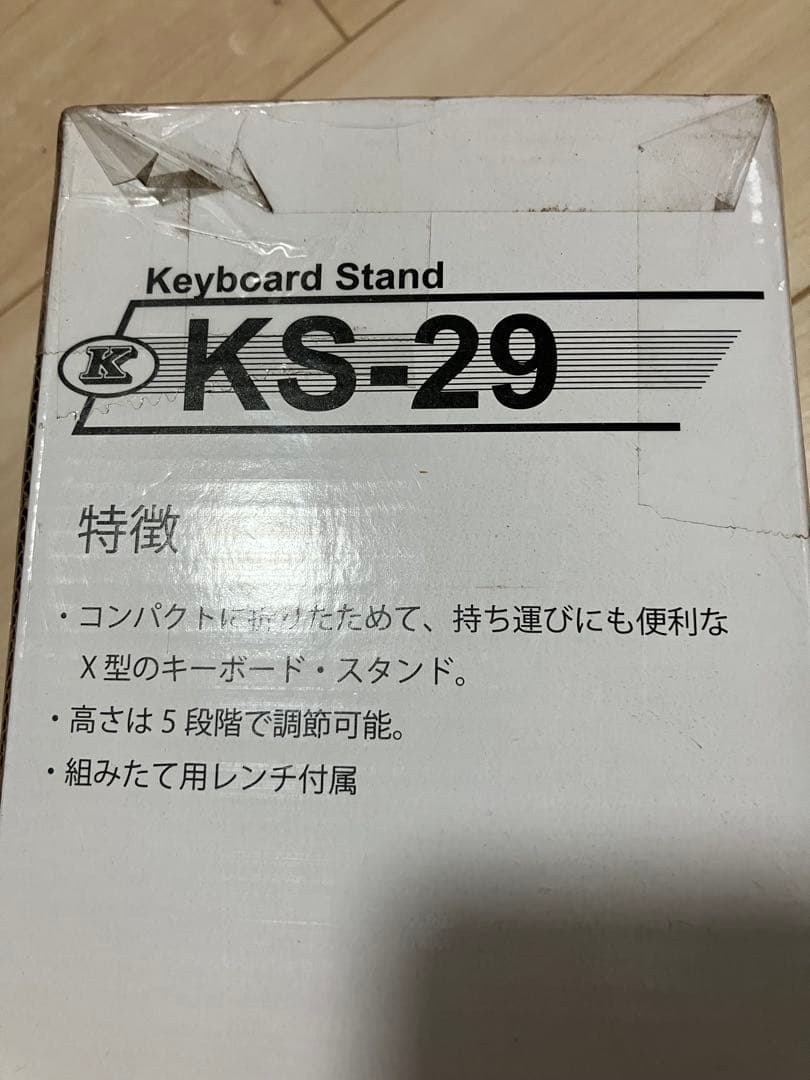 Keyboard Stand
K
KS-29
特徴
・コンパクトに折りたためて、持ち運びにも便利な
X型のキーボード・スタンド。
・高さは5段階で調節可能。
・組みたて用レンチ付属